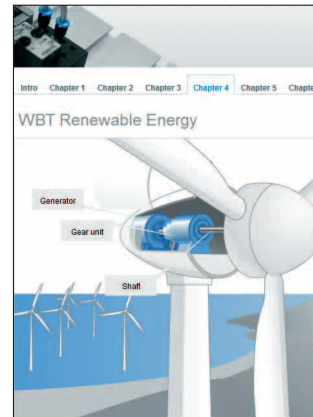 Intro Chapter 1 Chapter 2 Chapter 3 Chapter 4 Chapter 5
WBT Renewable Energy
Generator
Gear unit
Shaft